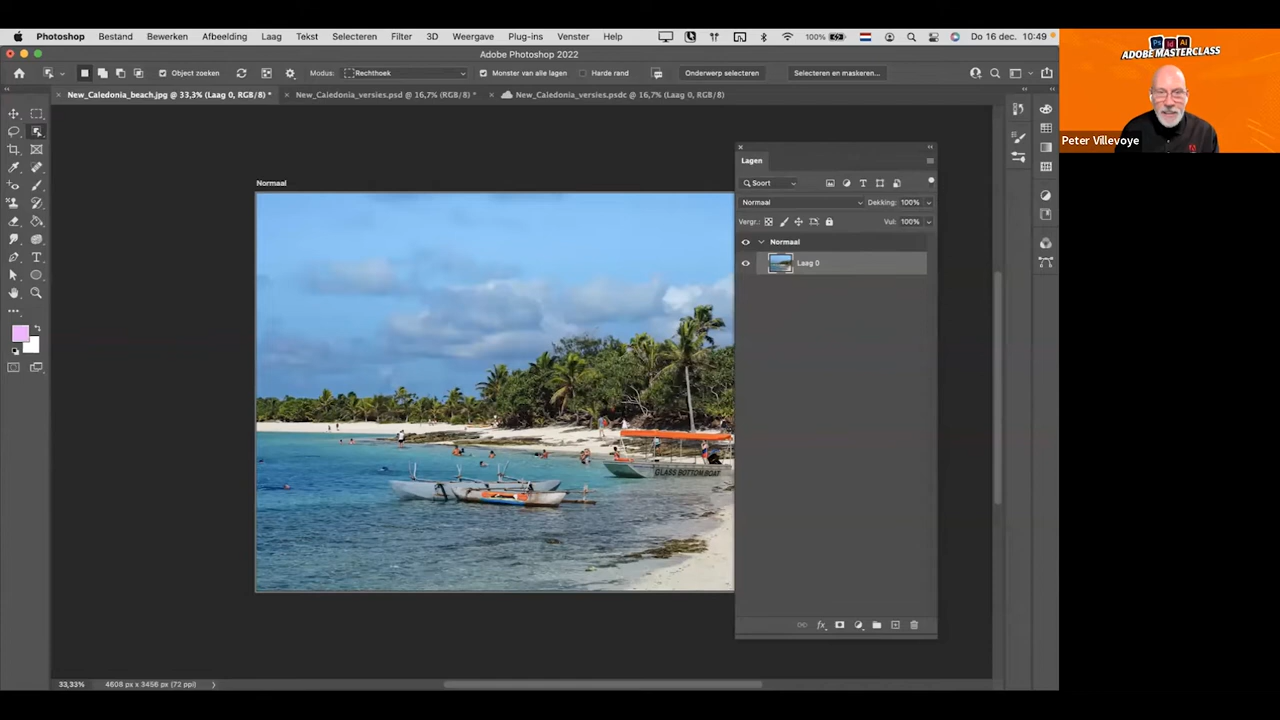 Photoshop Bestand Bewerken Afbeelding Laag Tekst Selecteren Filter 3D Weergave Plug-ins Venster Help 100% Do 16 dec. 10:49
Adobe Photoshop 2022
Object zoeken Modus: Rechthoek Monster van alle lagen Harde rand Onderwerp selecteren Selecteren en maskeren...
New_Caledonia_beach.jpg @ 33,3% (Laag 0, RGB/8) * New_Caledonia_versies.psd @ 16,7% (RGB/8) * New_Caledonia_versies.psdc @ 16,7% (Laag 0, RGB/8)
Ps Id Ai
ADOBE MASTERCLASS
Peter Villevoye
Normaal
Lagen
Soort
Normaal Dekking: 100%
Vergr.: Vul: 100%
Normaal
Laag 0
GLASS BOTTOM BOAT
fx
33,33% 4608 px x 3456 px (72 ppi)